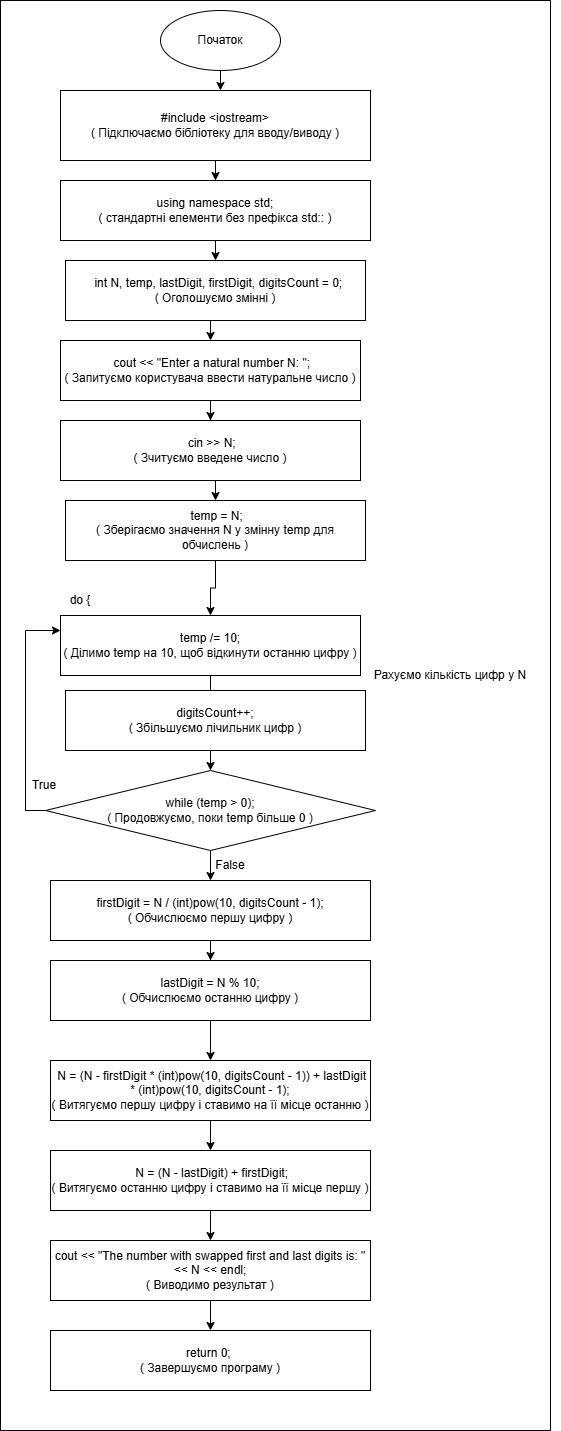 Початок
#include <iostream>
( Підключаємо бібліотеку для вводу/виводу )
using namespace std;
( стандартні елементи без префікса std:: )
int N, temp, lastDigit, firstDigit, digitsCount = 0;
( Оголошуємо змінні )
cout << "Enter a natural number N: ";
( Запитуємо користувача ввести натуральне число )
cin >> N;
( Зчитуємо введене число )
temp = N;
( Зберігаємо значення N у змінну temp для
обчислень )
do {
temp /= 10;
( Ділимо temp на 10, щоб відкинути останню цифру )
Рахуємо кількість цифр у N
digitsCount++;
( Збільшуємо лічильник цифр )
True
while (temp > 0);
( Продовжуємо, поки temp більше 0 )
False
firstDigit = N / (int)pow(10, digitsCount - 1);
( Обчислюємо першу цифру )
lastDigit = N % 10;
( Обчислюємо останню цифру )
N = (N - firstDigit * (int)pow(10, digitsCount - 1)) + lastDigit
* (int)pow(10, digitsCount - 1);
( Витягуємо першу цифру і ставимо на її місце останню )
N = (N - lastDigit) + firstDigit;
( Витягуємо останню цифру і ставимо на її місце першу )
cout << "The number with swapped first and last digits is: "
<< N << endl;
( Виводимо результат )
return 0;
( Завершуємо програму )